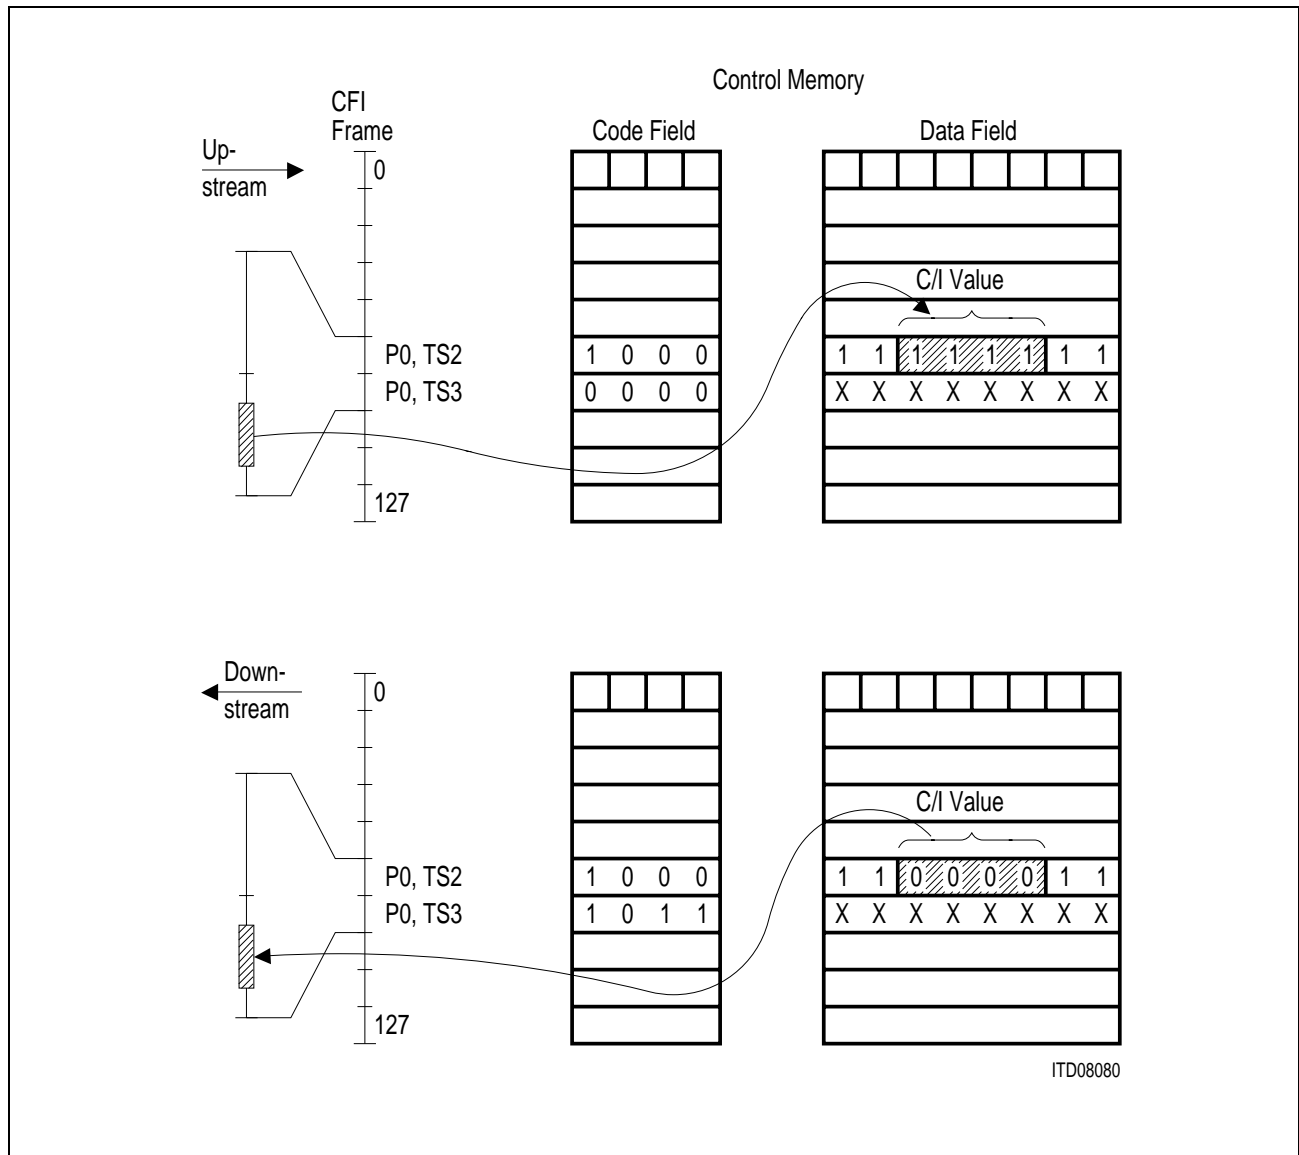 Control Memory
CFI
Frame
Code Field
Data Field
Up-
stream
0
C/I Value
P0, TS2
1 0 0 0
1 1 1 1 1 1 1 1
P0, TS3
0 0 0 0
X X X X X X X X
127
Down-
stream
0
C/I Value
P0, TS2
1 0 0 0
1 1 0 0 0 0 1 1
P0, TS3
1 0 1 1
X X X X X X X X
127
ITD08080